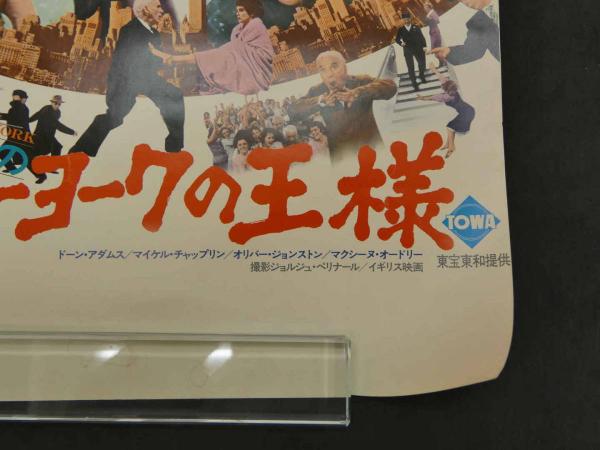 ORK
の
ーヨークの王様
TOWA
ドーン・アダムス／マイケル・チャップリン／オリバー・ジョンストン／マクシーヌ・オードリー
撮影ジョルジュ・ペリナール／イギリス映画
東宝東和提供